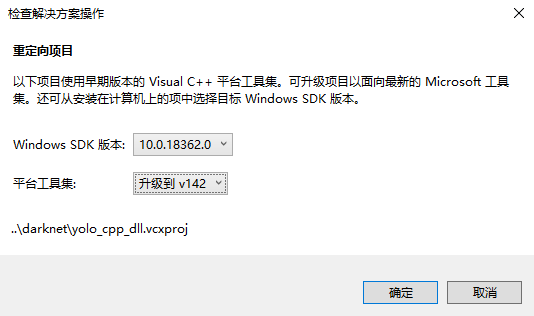 检查解决方案操作
重定向项目
以下项目使用早期版本的 Visual C++ 平台工具集。可升级项目以面向最新的 Microsoft 工具
集。还可从安装在计算机上的项中选择目标 Windows SDK 版本。
Windows SDK 版本: 10.0.18362.0
平台工具集: 升级到 v142
..\darknet\yolo_cpp_dll.vcxproj
确定 取消